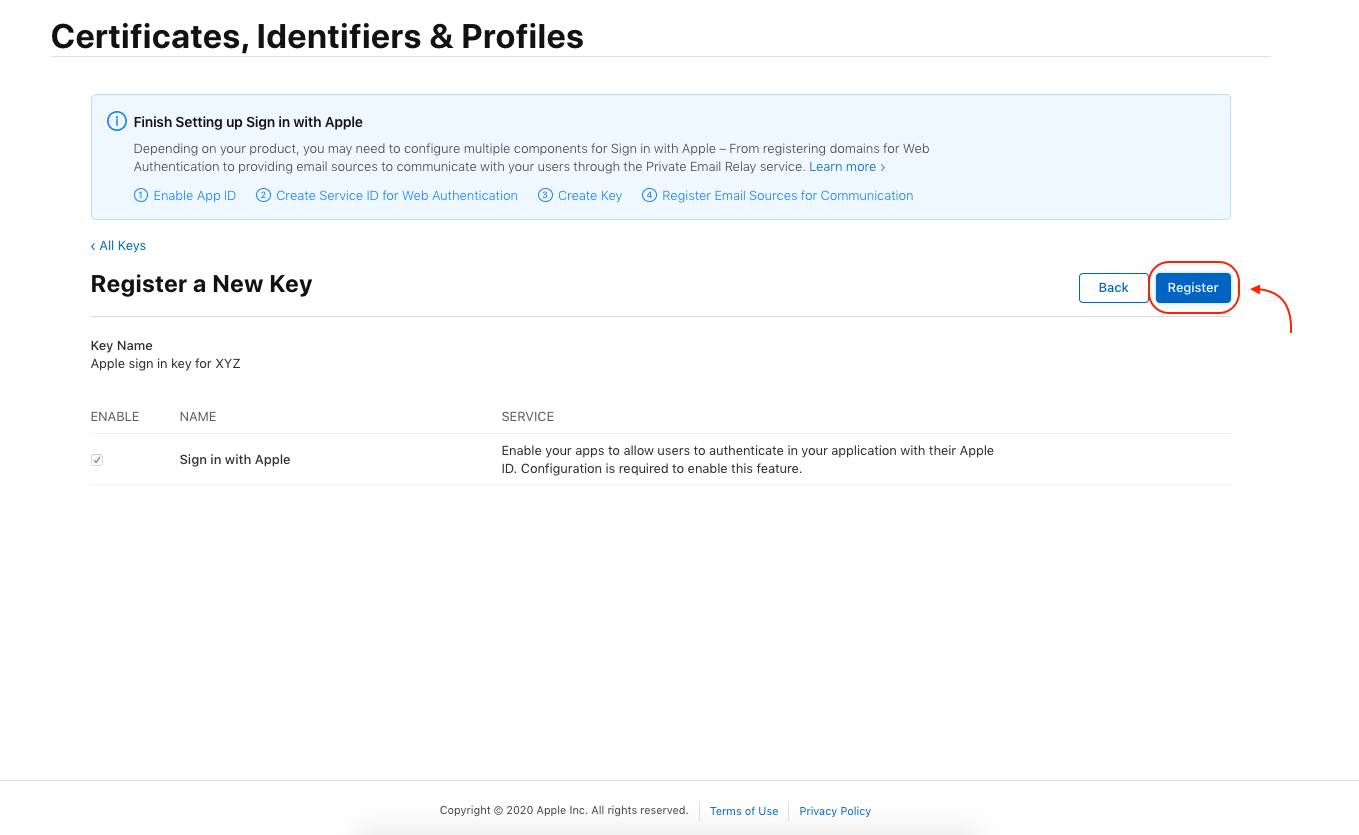 Certificates, Identifiers & Profiles
Finish Setting up Sign in with Apple
Depending on your product, you may need to configure multiple components for Sign in with Apple – From registering domains for Web
Authentication to providing email sources to communicate with your users through the Private Email Relay service. Learn more ›
1 Enable App ID 2 Create Service ID for Web Authentication 3 Create Key 4 Register Email Sources for Communication
‹ All Keys
Register a New Key
Back Register
Key Name
Apple sign in key for XYZ
ENABLE NAME SERVICE
Sign in with Apple
Enable your apps to allow users to authenticate in your application with their Apple
ID. Configuration is required to enable this feature.
Copyright © 2020 Apple Inc. All rights reserved. Terms of Use Privacy Policy